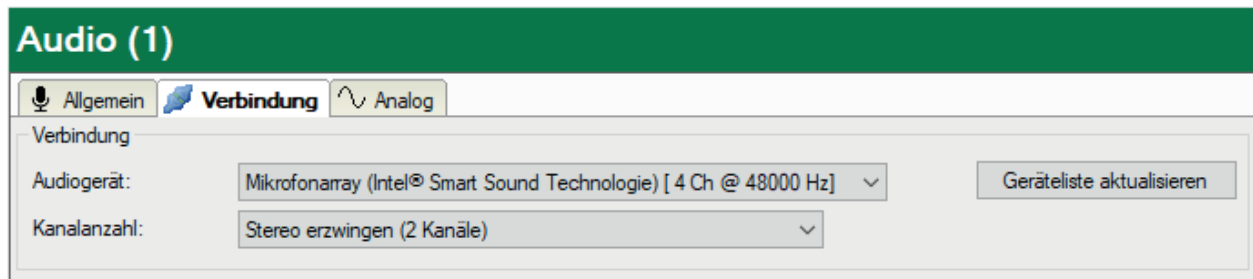 Audio (1)
Allgemein Verbindung Analog
Verbindung
Audiogerät: Mikrofonarray (Intel® Smart Sound Technologie) [ 4 Ch @ 48000 Hz] Geräteliste aktualisieren
Kanalanzahl: Stereo erzwingen (2 Kanäle)